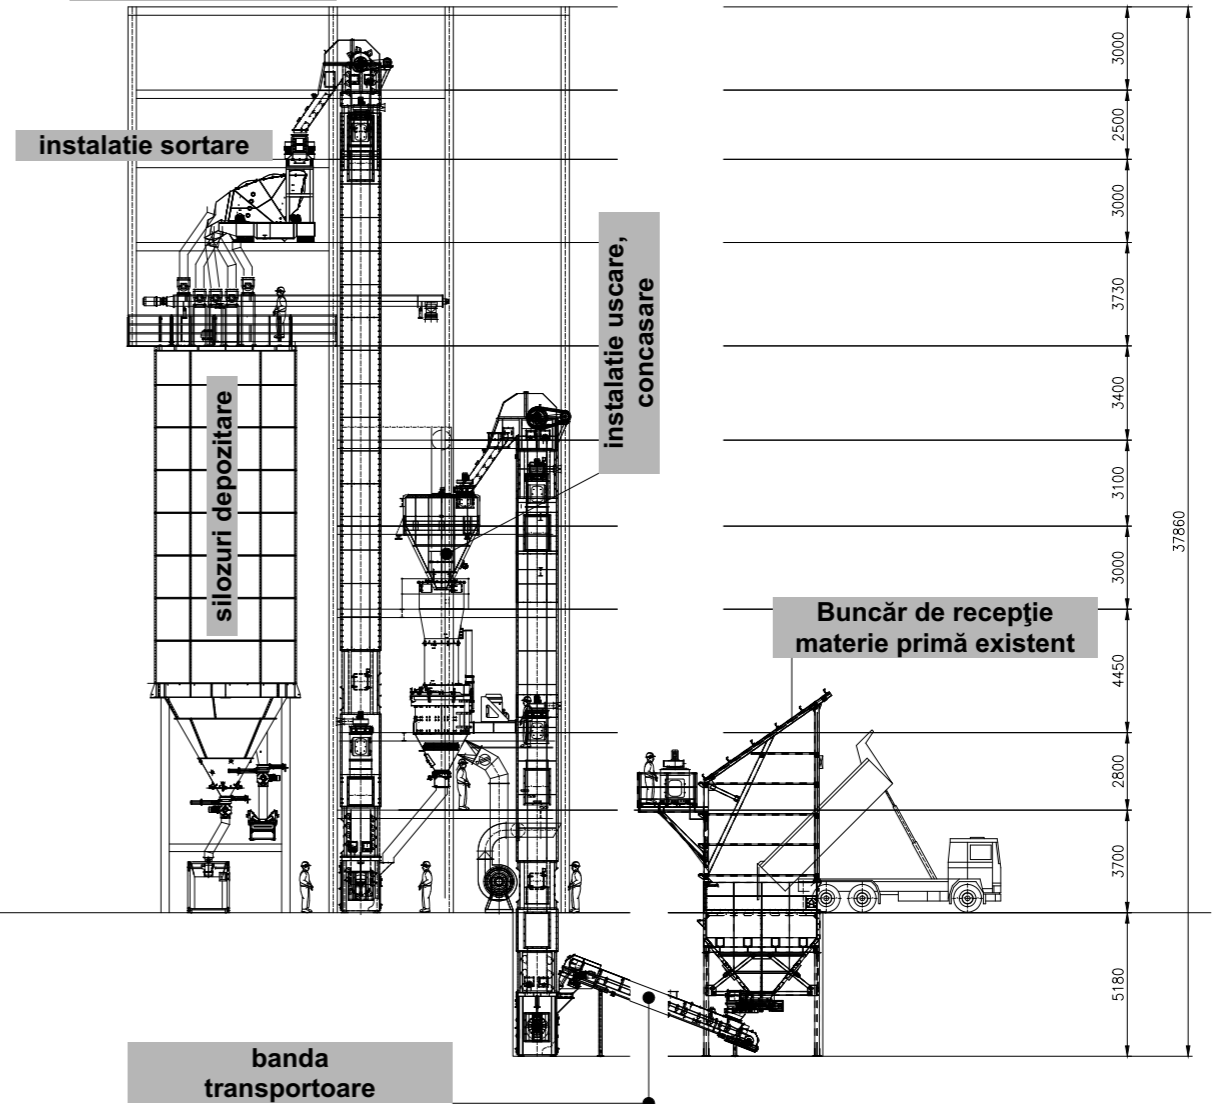 3000
2500
instalatie sortare
3000
instalatie uscare,
concasare
3730
3400
silozuri depozitare
3100
37860
3000
Buncăr de recepţie
materie primă existent
4450
2800
3700
5180
banda
transportoare